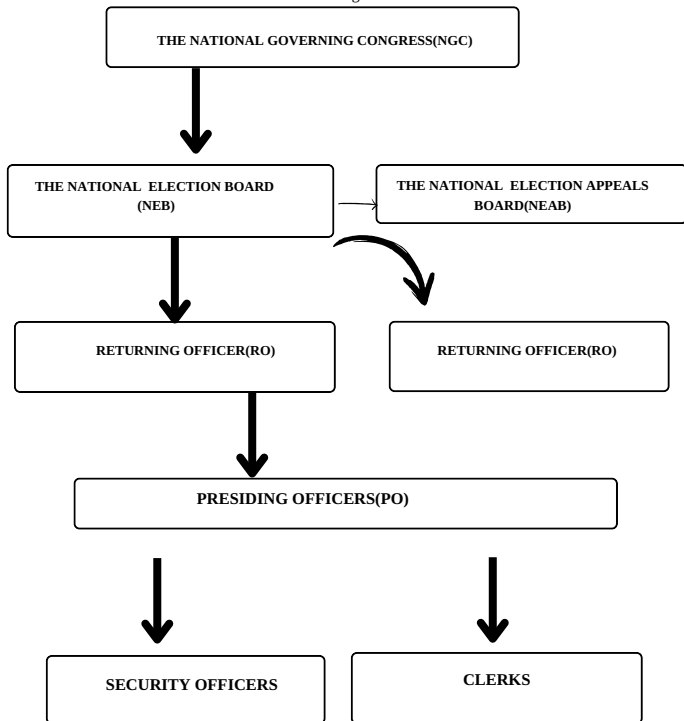 THE NATIONAL GOVERNING CONGRESS(NGC)
THE NATIONAL  ELECTION BOARD
(NEB)
THE NATIONAL  ELECTION APPEALS
BOARD(NEAB)
RETURNING OFFICER(RO)
RETURNING OFFICER(RO)
PRESIDING OFFICERS(PO)
SECURITY OFFICERS
CLERKS